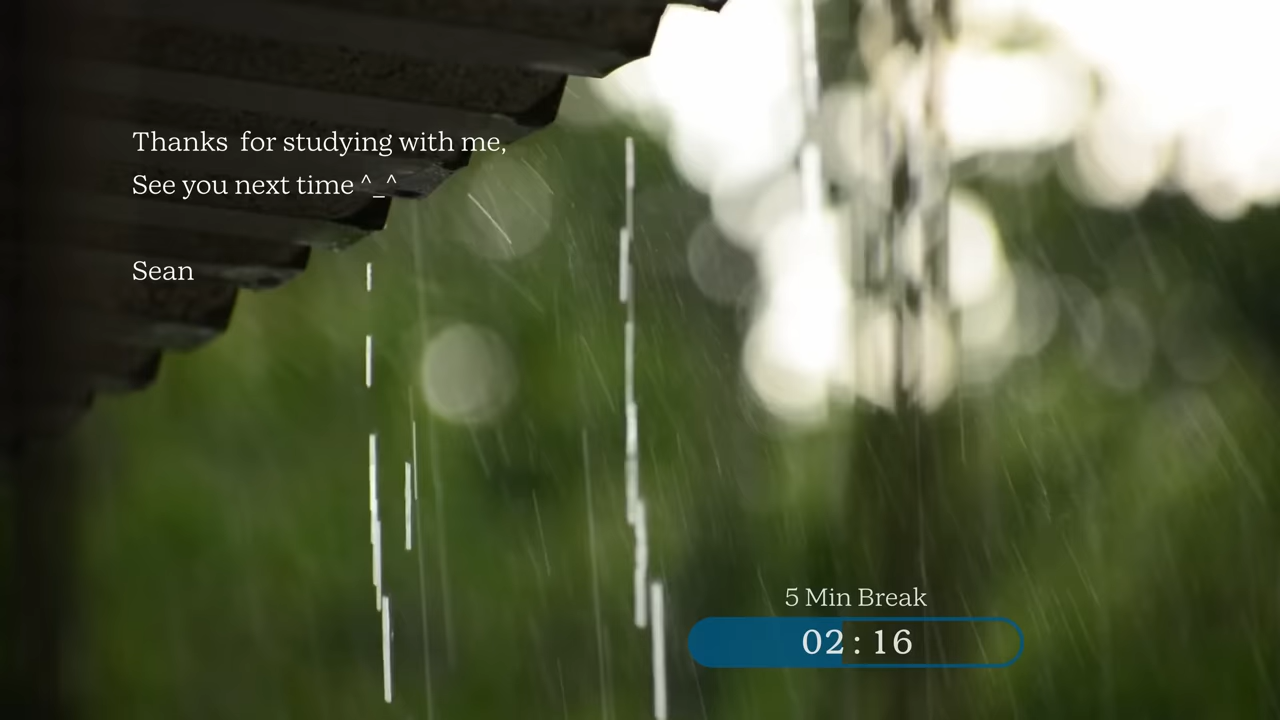 Thanks  for studying with me,
See you next time ^_^
Sean
5 Min Break
02 : 16